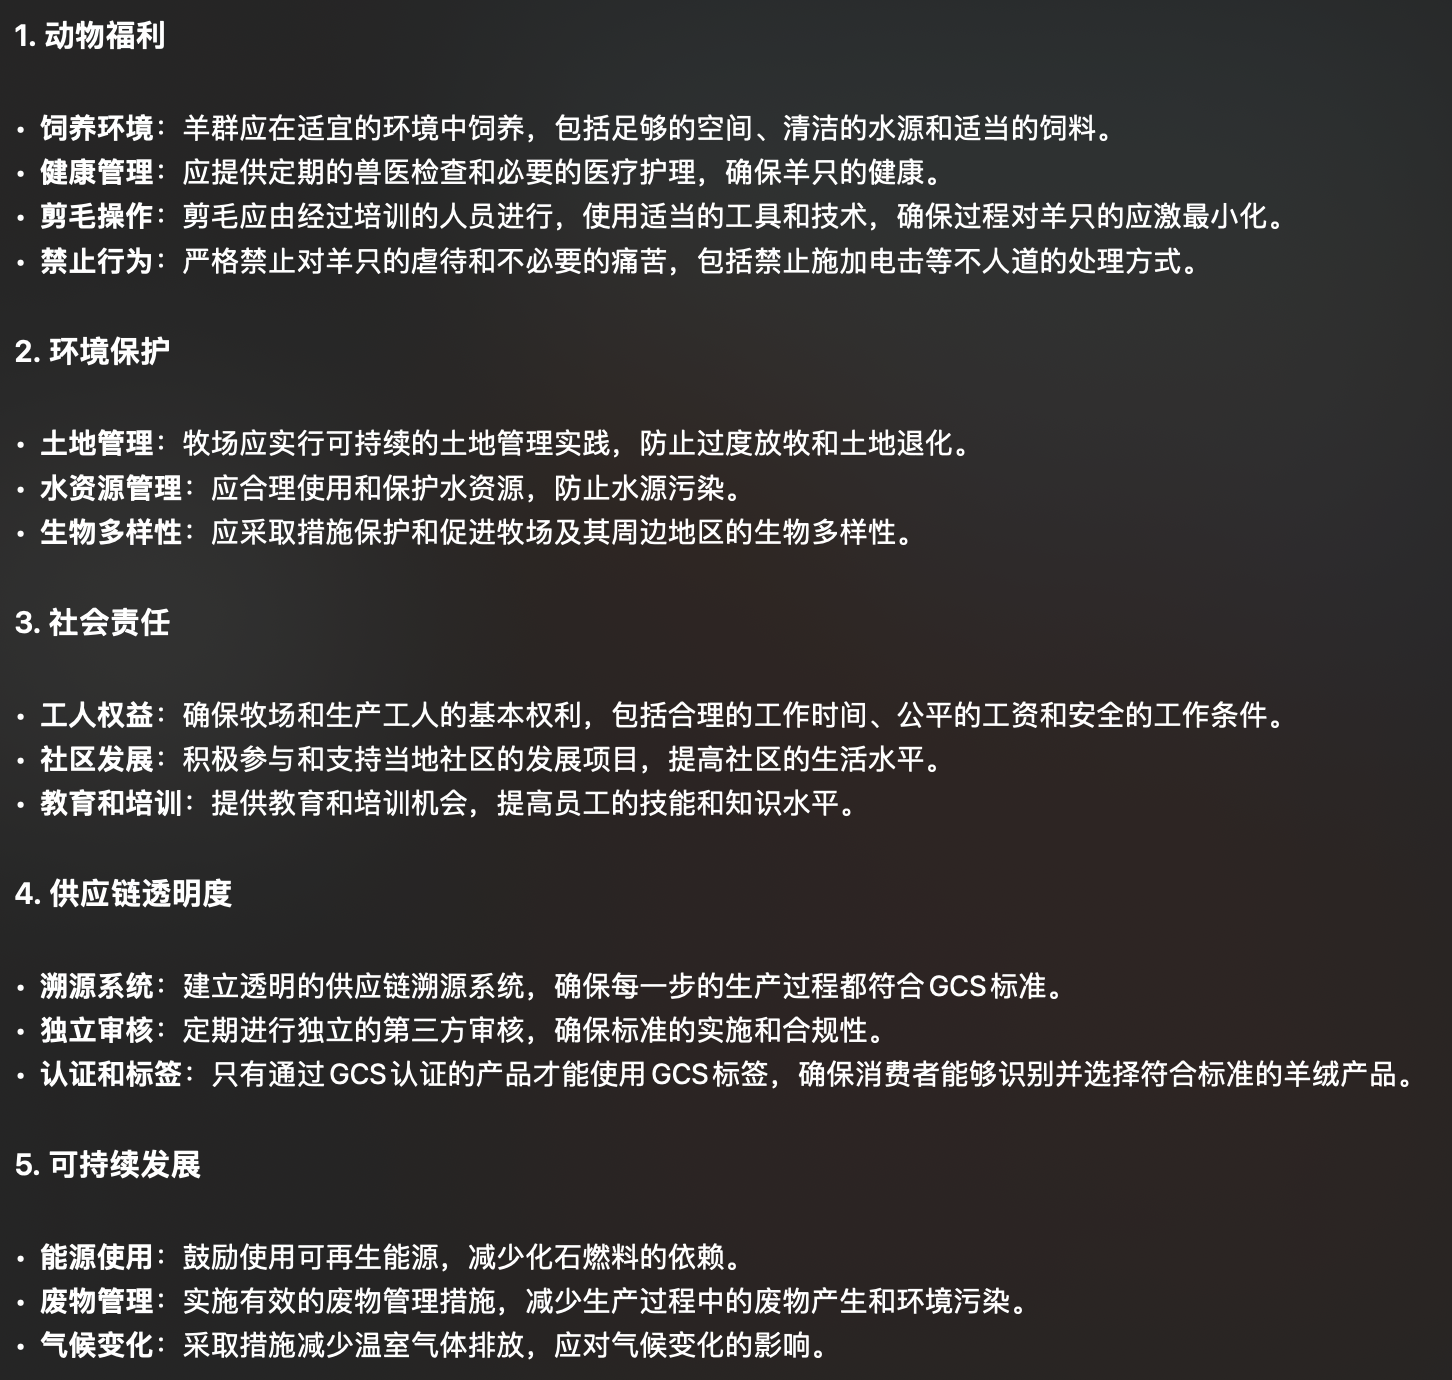 1. 动物福利
• 饲养环境：羊群应在适宜的环境中饲养，包括足够的空间、清洁的水源和适当的饲料。
• 健康管理：应提供定期的兽医检查和必要的医疗护理，确保羊只的健康。
• 剪毛操作：剪毛应由经过培训的人员进行，使用适当的工具和技术，确保过程对羊只的应激最小化。
• 禁止行为：严格禁止对羊只的虐待和不必要的痛苦，包括禁止施加电击等不人道的处理方式。
2. 环境保护
• 土地管理：牧场应实行可持续的土地管理实践，防止过度放牧和土地退化。
• 水资源管理：应合理使用和保护水资源，防止水源污染。
• 生物多样性：应采取措施保护和促进牧场及其周边地区的生物多样性。
3. 社会责任
• 工人权益：确保牧场和生产工人的基本权利，包括合理的工作时间、公平的工资和安全的工作条件。
• 社区发展：积极参与和支持当地社区的发展项目，提高社区的生活水平。
• 教育和培训：提供教育和培训机会，提高员工的技能和知识水平。
4. 供应链透明度
• 溯源系统：建立透明的供应链溯源系统，确保每一步的生产过程都符合GCS标准。
• 独立审核：定期进行独立的第三方审核，确保标准的实施和合规性。
• 认证和标签：只有通过GCS认证的产品才能使用GCS标签，确保消费者能够识别并选择符合标准的羊绒产品。
5. 可持续发展
• 能源使用：鼓励使用可再生能源，减少化石燃料的依赖。
• 废物管理：实施有效的废物管理措施，减少生产过程中的废物产生和环境污染。
• 气候变化：采取措施减少温室气体排放，应对气候变化的影响。